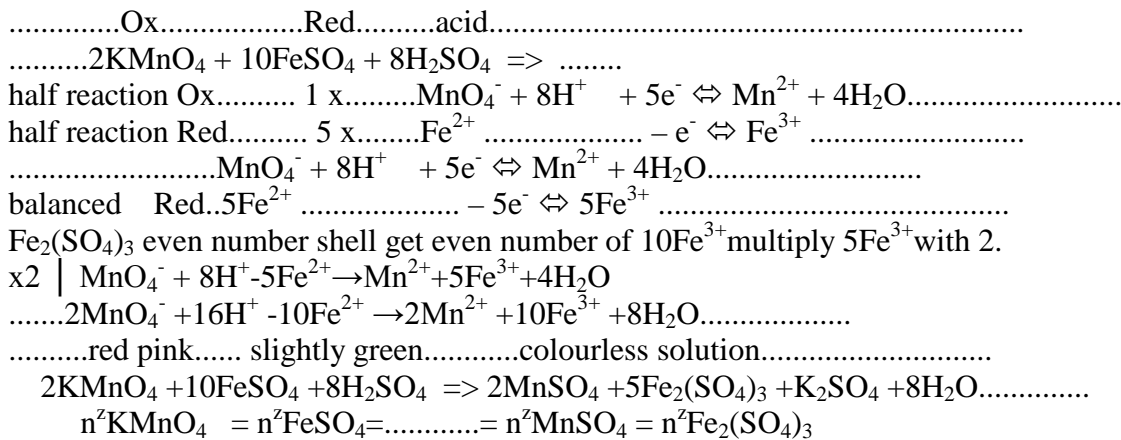 ..............Ox..................Red..........acid...................................................................
..........2KMnO₄ + 10FeSO₄ + 8H₂SO₄ => ........
half reaction Ox.......... 1 x.........MnO₄⁻ + 8H⁺ + 5e⁻ ⇔ Mn²⁺ + 4H₂O...........................
half reaction Red.......... 5 x........Fe²⁺ .................... – e⁻ ⇔ Fe³⁺ ...........................
..........................MnO₄⁻ + 8H⁺ + 5e⁻ ⇔ Mn²⁺ + 4H₂O...........................
balanced Red..5Fe²⁺ .................... – 5e⁻ ⇔ 5Fe³⁺ ............................................
Fe₂(SO₄)₃ even number shell get even number of 10Fe³⁺multiply 5Fe³⁺with 2.
x2 | MnO₄⁻ + 8H⁺-5Fe²⁺→Mn²⁺+5Fe³⁺+4H₂O
.......2MnO₄⁻ +16H⁺ -10Fe²⁺ →2Mn²⁺ +10Fe³⁺ +8H₂O...................
..........red pink...... slightly green............colourless solution.............................
2KMnO₄ +10FeSO₄ +8H₂SO₄ => 2MnSO₄ +5Fe₂(SO₄)₃ +K₂SO₄ +8H₂O..............
nᶻKMnO₄ = nᶻFeSO₄=............= nᶻMnSO₄ = nᶻFe₂(SO₄)₃